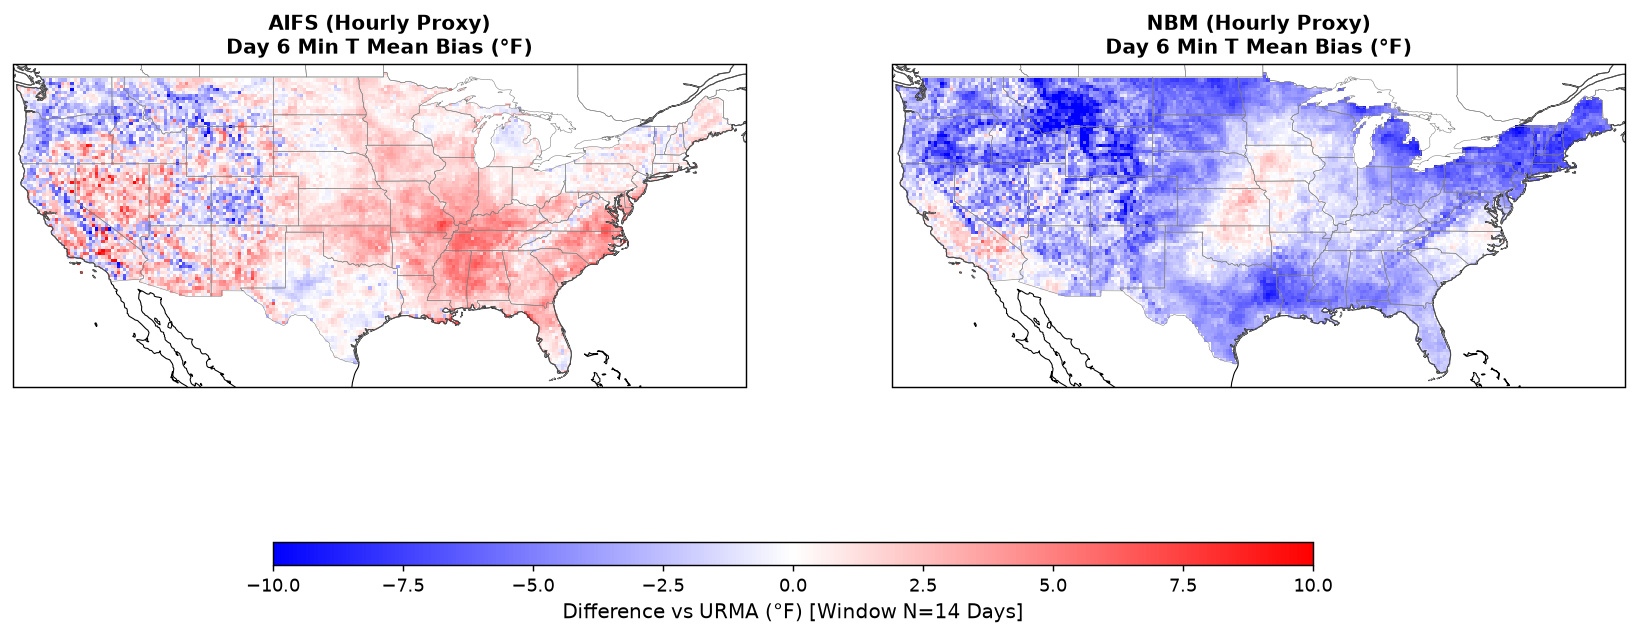 AIFS (Hourly Proxy)
Day 6 Min T Mean Bias (°F)
NBM (Hourly Proxy)
Day 6 Min T Mean Bias (°F)
−10.0 −7.5 −5.0 −2.5 0.0 2.5 5.0 7.5 10.0
Difference vs URMA (°F) [Window N=14 Days]